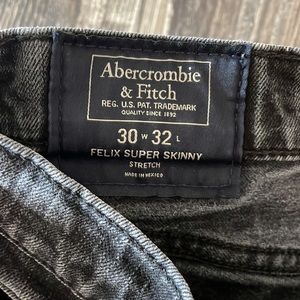 Abercrombie
& Fitch
REG. U.S. PAT. TRADEMARK
QUALITY SINCE 1892
30 W 32 L
FELIX SUPER SKINNY
STRETCH
MADE IN MEXICO